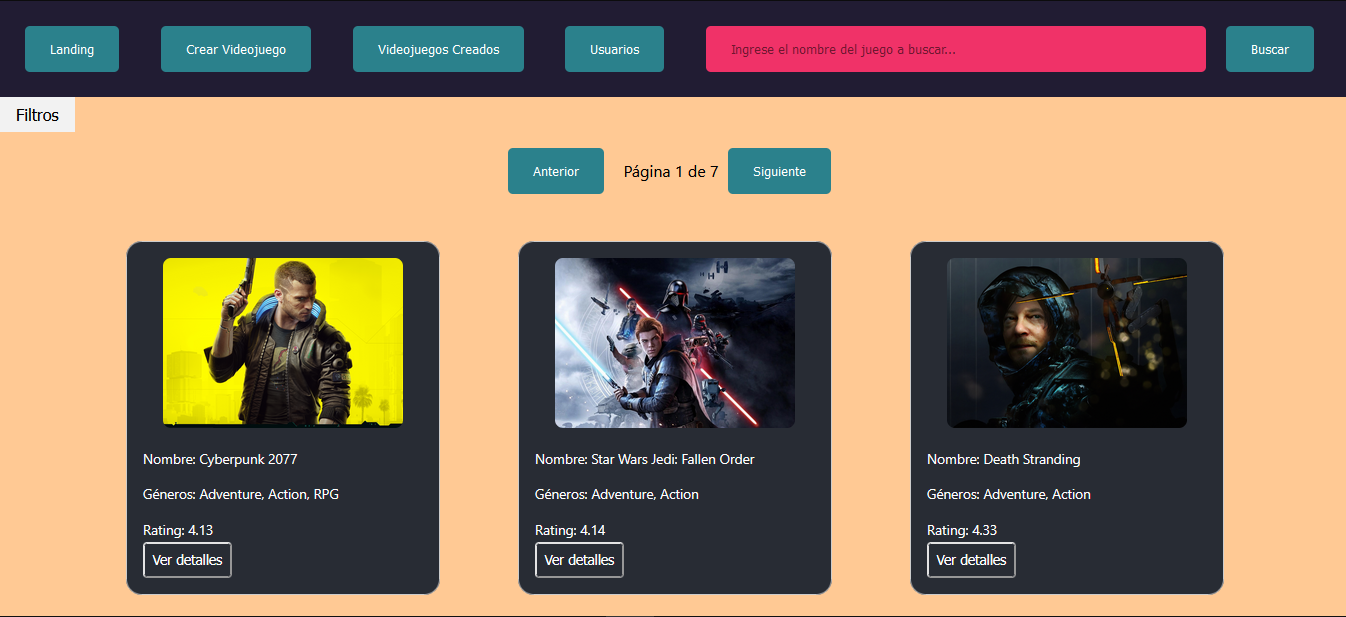 Landing
Crear Videojuego
Videojuegos Creados
Usuarios
Ingrese el nombre del juego a buscar...
Buscar
Filtros
Anterior
Página 1 de 7
Siguiente
Nombre: Cyberpunk 2077
Géneros: Adventure, Action, RPG
Rating: 4.13
Ver detalles
Nombre: Star Wars Jedi: Fallen Order
Géneros: Adventure, Action
Rating: 4.14
Ver detalles
Nombre: Death Stranding
Géneros: Adventure, Action
Rating: 4.33
Ver detalles